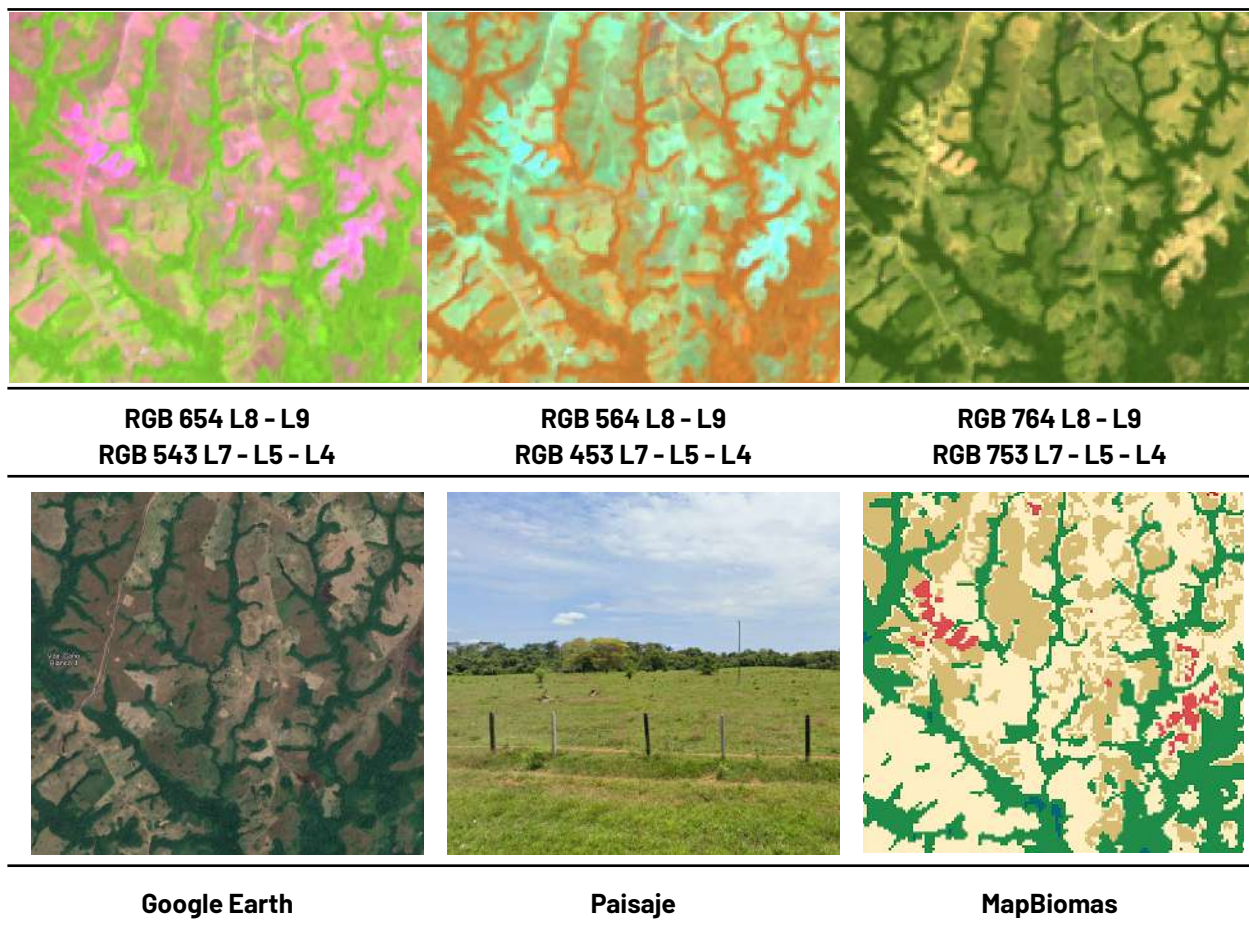 RGB 654 L8 - L9
RGB 543 L7 - L5 - L4
RGB 564 L8 - L9
RGB 453 L7 - L5 - L4
RGB 764 L8 - L9
RGB 753 L7 - L5 - L4
Google Earth
Paisaje
MapBiomas